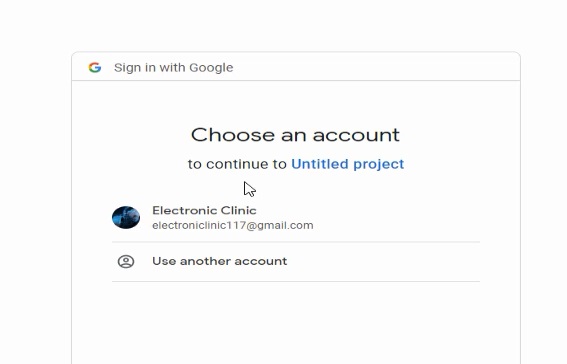 Sign in with Google
Choose an account
to continue to Untitled project
Electronic Clinic
electroniclinic117@gmail.com
Use another account